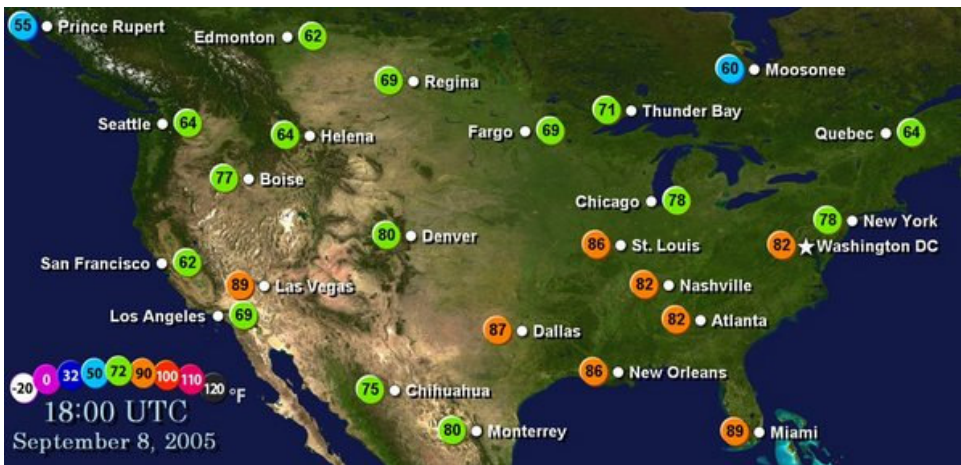 55 Prince Rupert
Edmonton 62
69 Regina
60 Moosonee
Seattle 64
64 Helena
Fargo 69
71 Thunder Bay
Quebec 64
77 Boise
Chicago 78
78 New York
80 Denver
86 St. Louis
82 Washington DC
San Francisco 62
89 Las Vegas
82 Nashville
Los Angeles 69
87 Dallas
82 Atlanta
86 New Orleans
75 Chihuahua
80 Monterrey
89 Miami
-20 0 32 50 72 90 100 110 120 °F
18:00 UTC
September 8, 2005